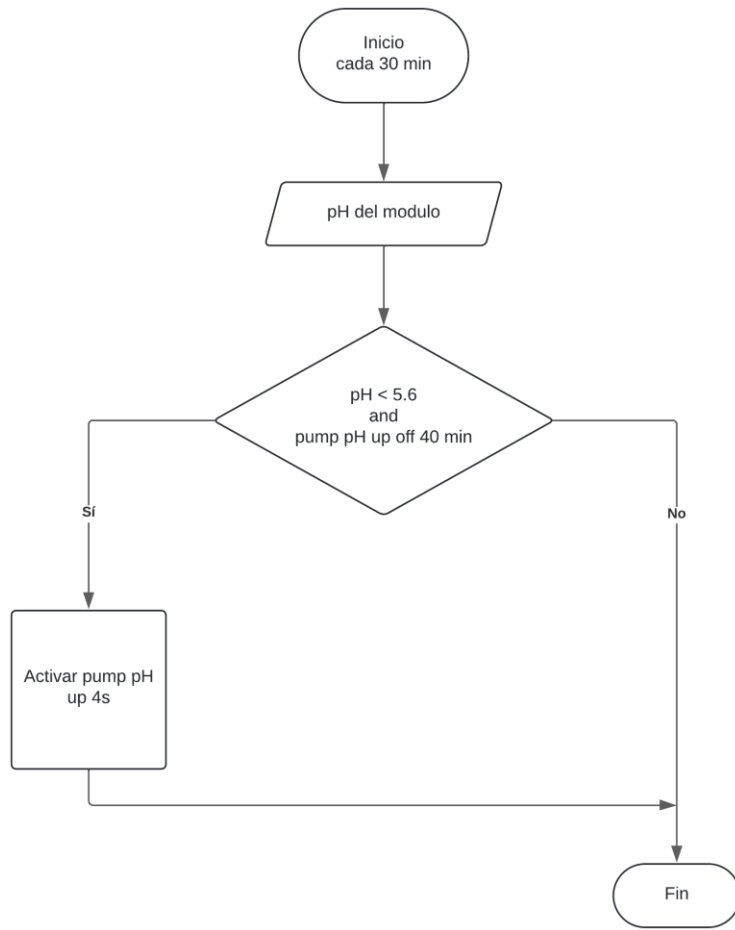 Inicio
cada 30 min
pH del modulo
pH < 5.6
and
pump pH up off 40 min
Sí
No
Activar pump pH
up 4s
Fin